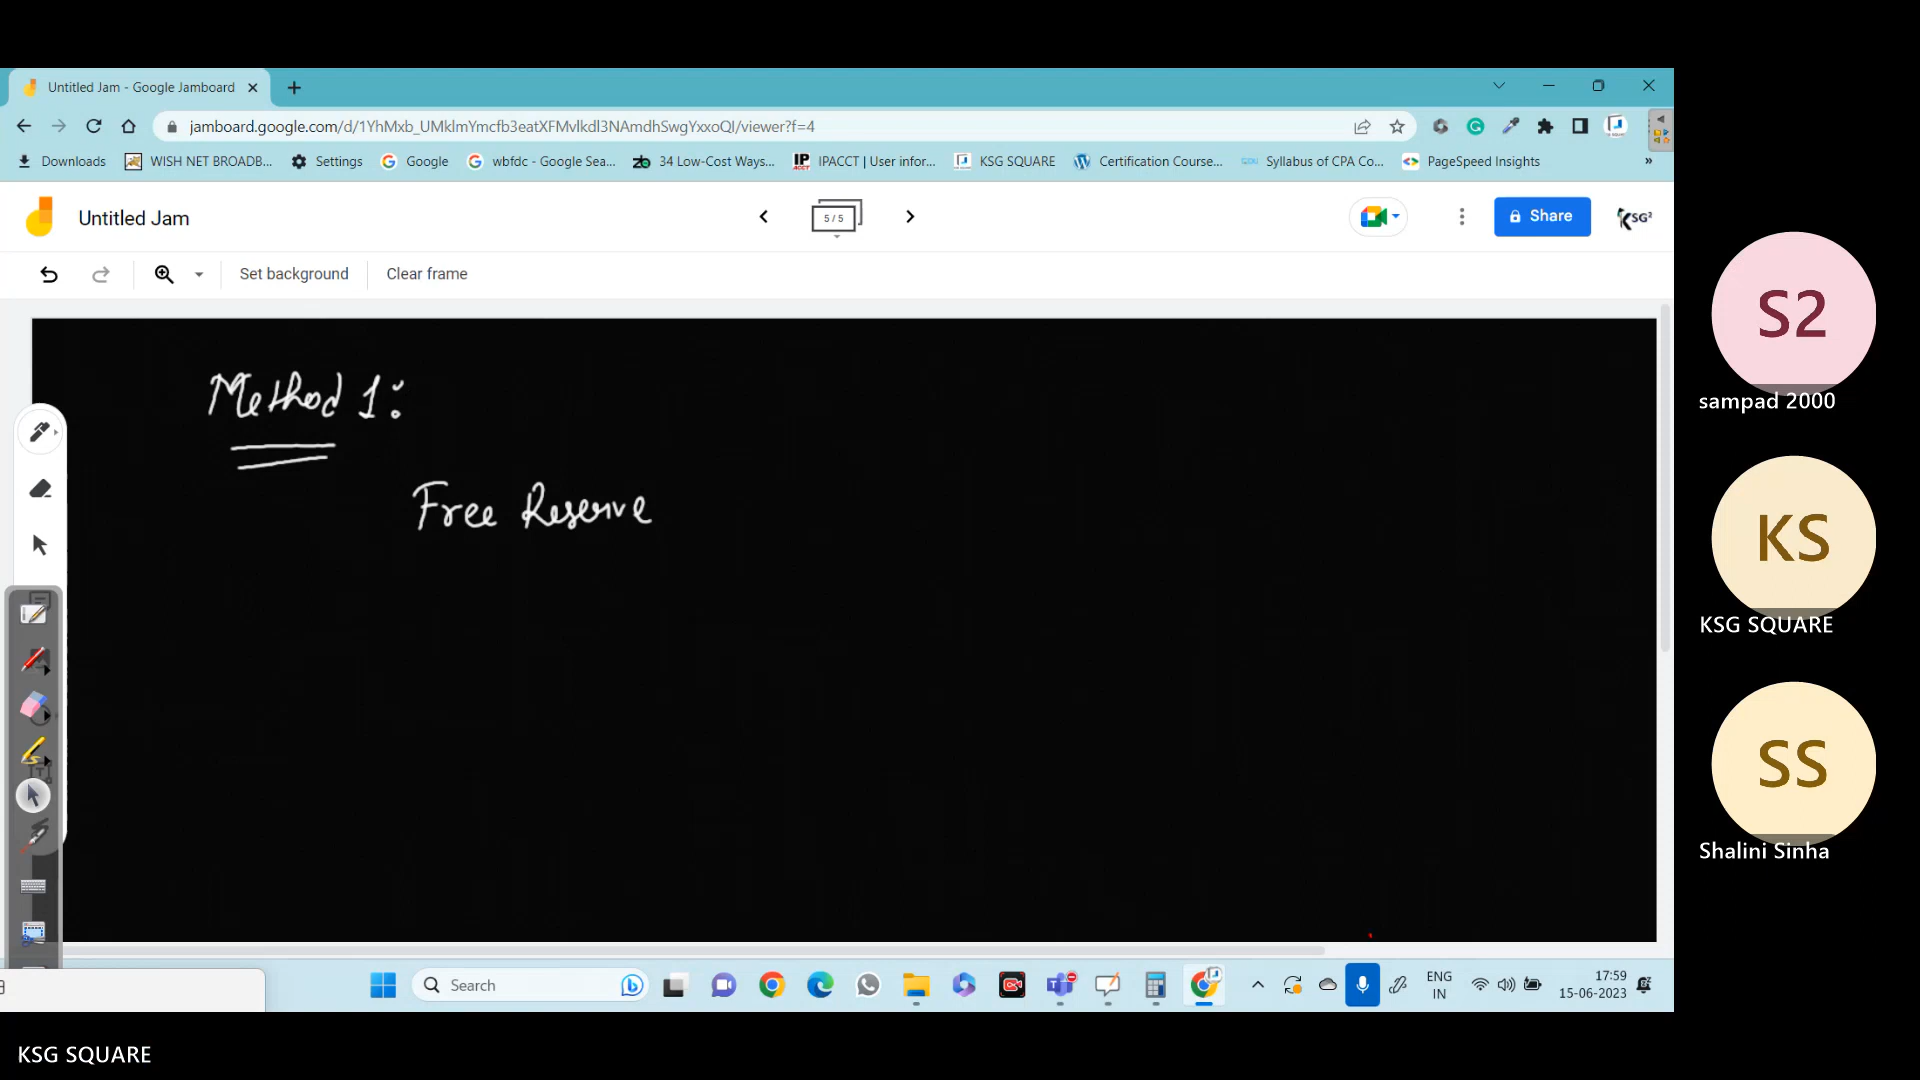 Untitled Jam - Google Jamboard
jamboard.google.com/d/1YhMxb_UMklmYmcfb3eatXFMvlkdl3NAmdhSwgYxxoQI/viewer?f=4
Downloads WISH NET BROADB... Settings Google wbfdc - Google Sea... 34 Low-Cost Ways... IPACCT | User infor... KSG SQUARE Certification Course... Syllabus of CPA Co... PageSpeed Insights »
Untitled Jam
5 / 5
Share
KSG²
Set background Clear frame
Method 1:
Free Reserve
S2
sampad 2000
KS
KSG SQUARE
SS
Shalini Sinha
Search
ENG
IN
17:59
15-06-2023
KSG SQUARE